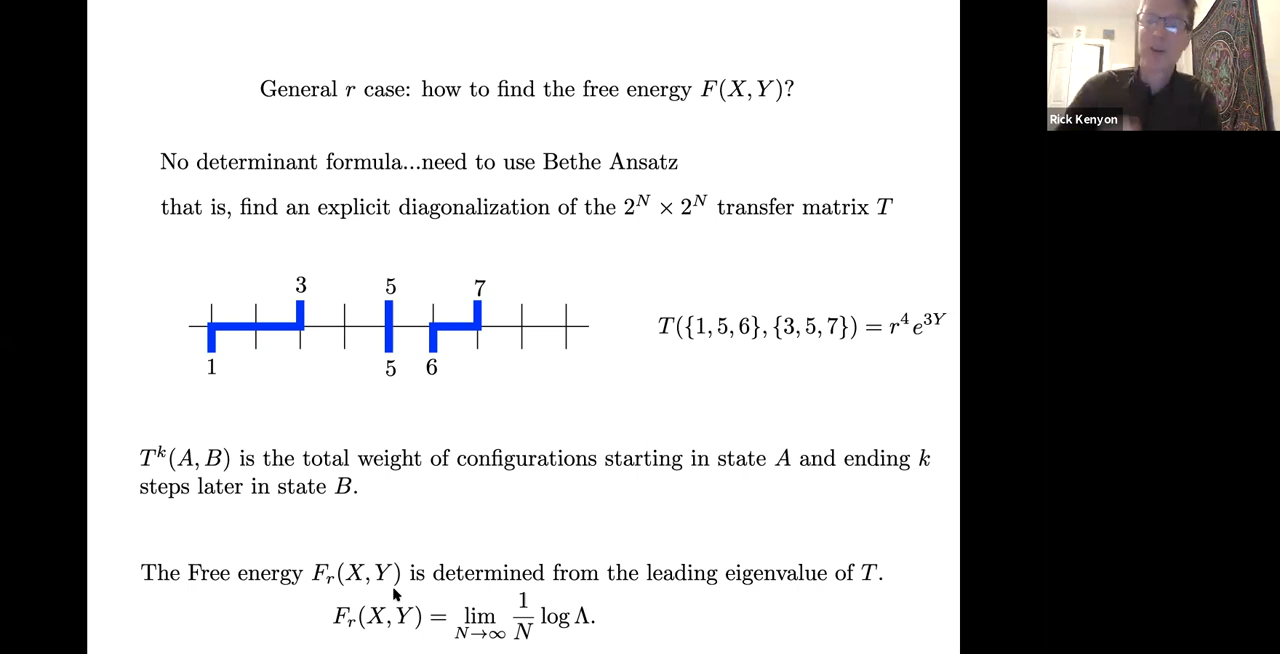 General r case: how to find the free energy F(X, Y)?
Rick Kenyon
No determinant formula...need to use Bethe Ansatz
that is, find an explicit diagonalization of the 2^N × 2^N transfer matrix T
3 5 7
T({1, 5, 6}, {3, 5, 7}) = r^4 e^{3Y}
1 5 6
T^k(A, B) is the total weight of configurations starting in state A and ending k
steps later in state B.
The Free energy F_r(X, Y) is determined from the leading eigenvalue of T.
F_r(X, Y) = lim_{N→∞} \frac{1}{N} log Λ.